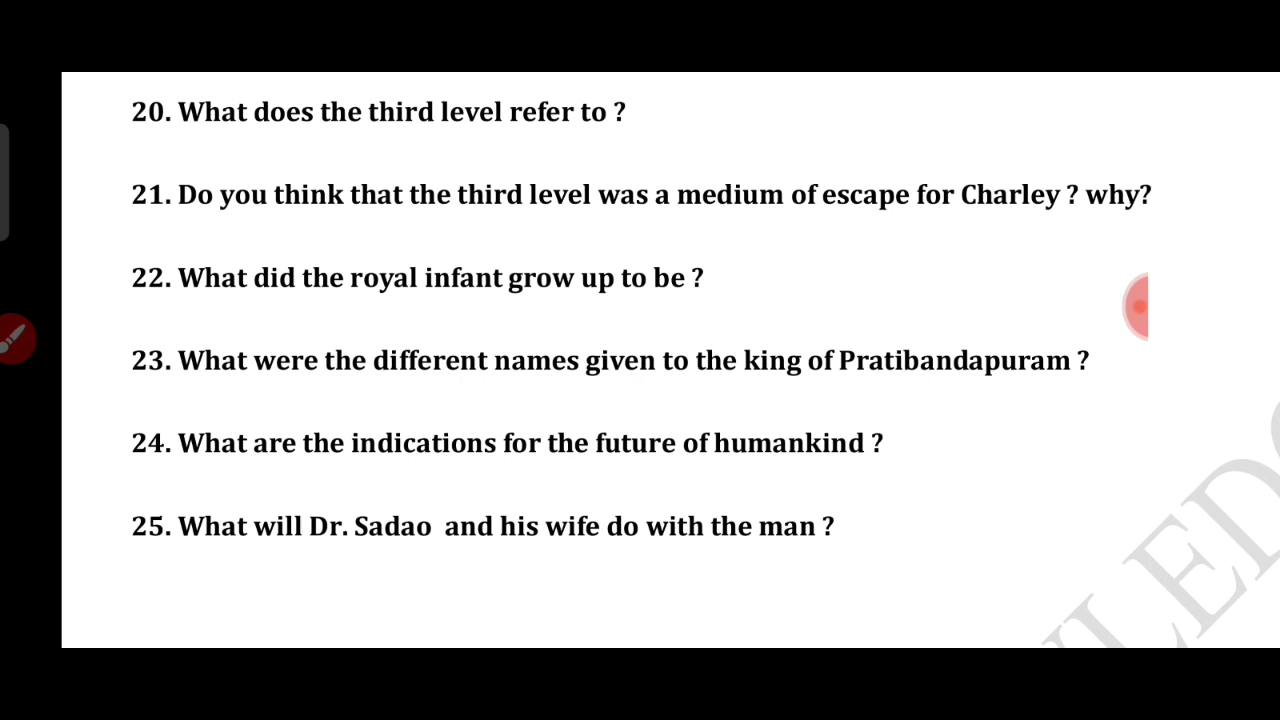 20. What does the third level refer to ?
21. Do you think that the third level was a medium of escape for Charley ? why?
22. What did the royal infant grow up to be ?
23. What were the different names given to the king of Pratibandapuram ?
24. What are the indications for the future of humankind ?
25. What will Dr. Sadao  and his wife do with the man ?